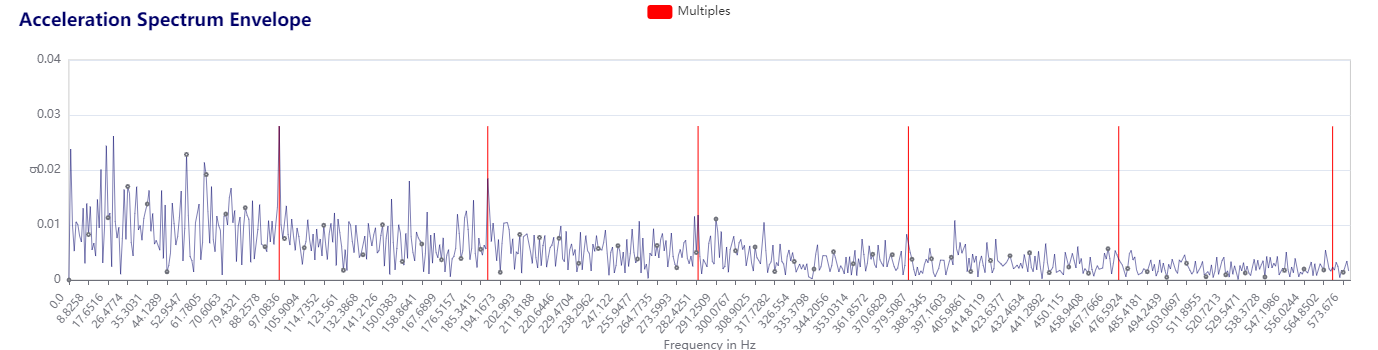 Acceleration Spectrum Envelope
Multiples
g
0.04
0.03
0.02
0.01
0
0.0 8.8258 17.6516 26.4774 35.3031 44.1289 52.9547 61.7805 70.6063 79.4321 88.2578 97.0836 105.9094 114.7352 123.561 132.3868 141.2126 150.0383 158.8641 167.6899 176.5157 185.3415 194.1673 202.993 211.8188 220.6446 229.4704 238.2962 247.122 255.9477 264.7735 273.5993 282.4251 291.2509 300.0767 308.9025 317.7282 326.554 335.3798 344.2056 353.0314 361.8572 370.6829 379.5087 388.3345 397.1603 405.9861 414.8119 423.6377 432.4634 441.2892 450.115 458.9408 467.7666 476.5924 485.4181 494.2439 503.0697 511.8955 520.7213 529.5471 538.3728 547.1986 556.0244 564.8502 573.676
Frequency in Hz